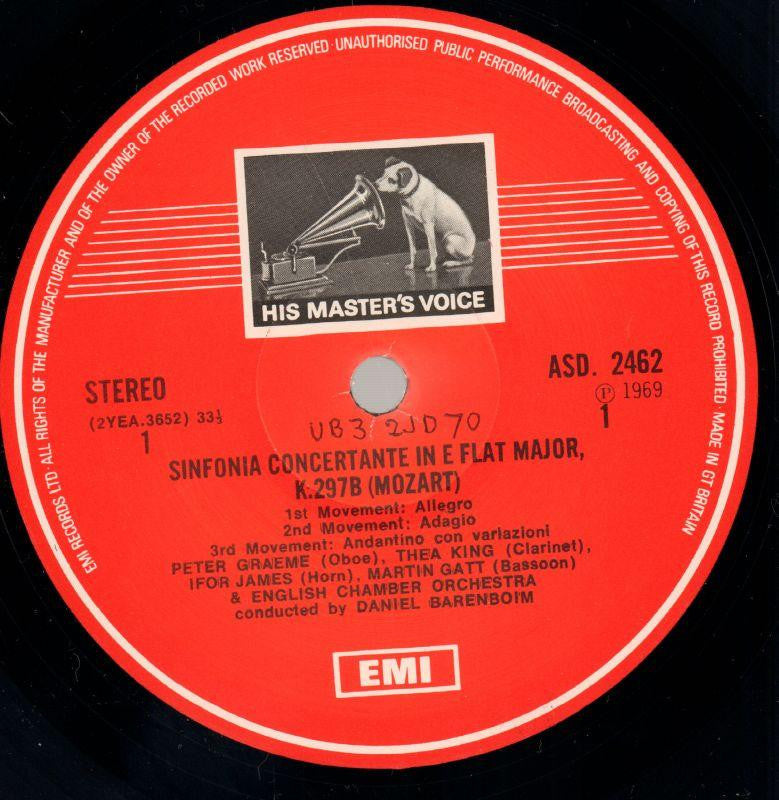 EMI RECORDS LTD·ALL RIGHTS OF THE MANUFACTURER AND OF THE OWNER OF THE RECORDED WORK RESERVED·UNAUTHORISED PUBLIC PERFORMANCE BROADCASTING AND COPYING OF THIS RECORD PROHIBITED MADE IN GT BRITAIN
HIS MASTER'S VOICE
STEREO
(2YEA.3652) 33⅓
1
ASD. 2462
Ⓟ 1969
1
UB3 2JD70
SINFONIA CONCERTANTE IN E FLAT MAJOR,
K.297B (MOZART)
1st Movement: Allegro
2nd Movement: Adagio
3rd Movement: Andantino con variazioni
PETER GRAEME (Oboe), THEA KING (Clarinet),
IFOR JAMES (Horn), MARTIN GATT (Bassoon)
& ENGLISH CHAMBER ORCHESTRA
conducted by DANIEL BARENBOIM
EMI